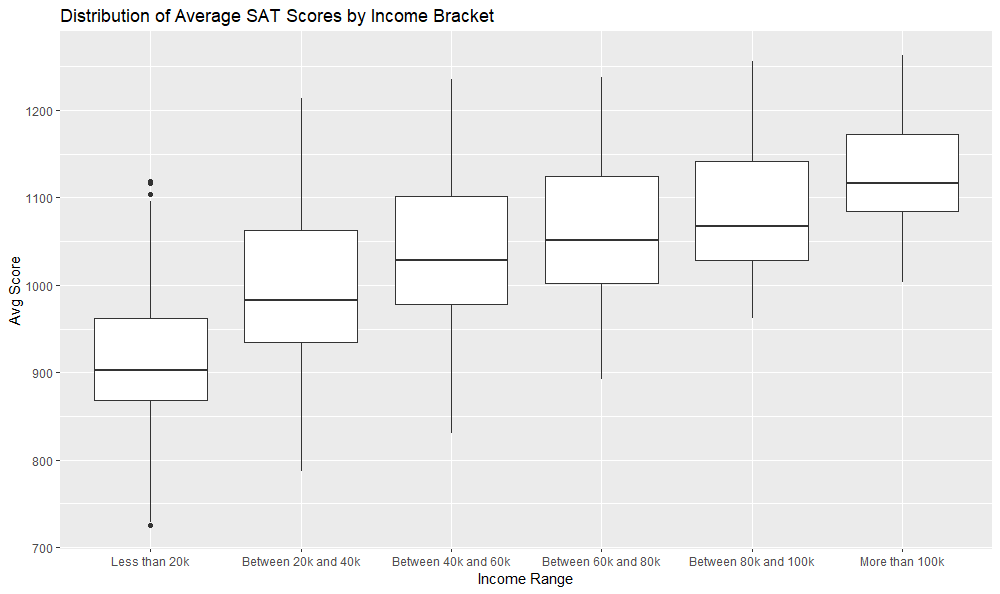 Distribution of Average SAT Scores by Income Bracket
Avg Score
1200
1100
1000
900
800
700
Less than 20k
Between 20k and 40k
Between 40k and 60k
Between 60k and 80k
Between 80k and 100k
More than 100k
Income Range